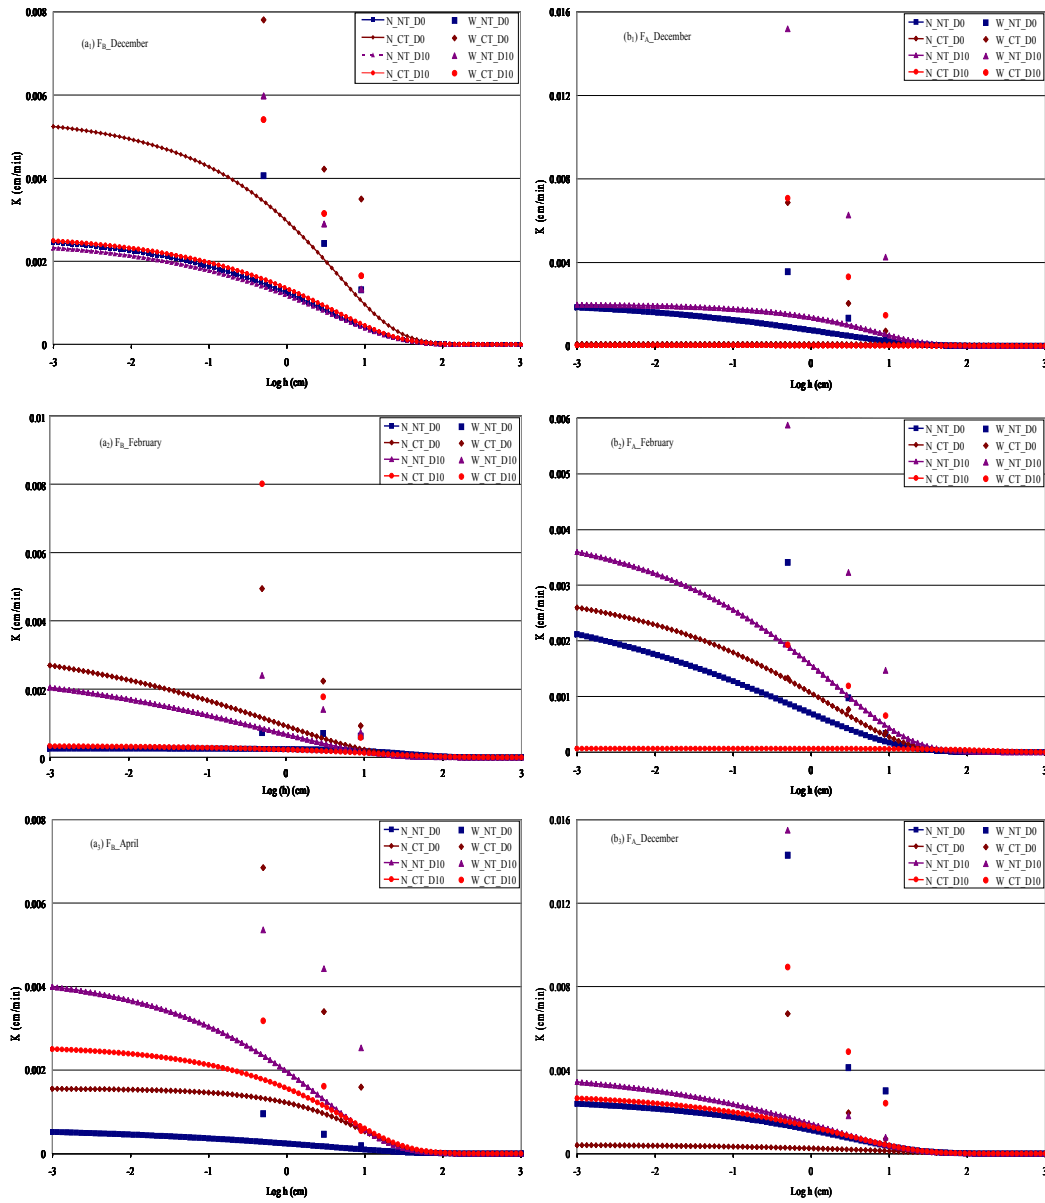 (a1) FB_December
N_NT_D0 W_NT_D0
N_CT_D0 W_CT_D0
N_NT_D10 W_NT_D10
N_CT_D10 W_CT_D10
K (cm/min)
0.008
0.006
0.004
0.002
0
-3 -2 -1 0 1 2 3
Log h (cm)
(b1) FA_December
N_NT_D0 W_NT_D0
N_CT_D0 W_CT_D0
N_NT_D10 W_NT_D10
N_CT_D10 W_CT_D10
K (cm/min)
0.016
0.012
0.008
0.004
0
-3 -2 -1 0 1 2 3
Log h (cm)
(a2) FB_February
N_NT_D0 W_NT_D0
N_CT_D0 W_CT_D0
N_NT_D10 W_NT_D10
N_CT_D10 W_CT_D10
K (cm/min)
0.01
0.008
0.006
0.004
0.002
0
-3 -2 -1 0 1 2 3
Log (h) (cm)
(b2) FA_February
N_NT_D0 W_NT_D0
N_CT_D0 W_CT_D0
N_NT_D10 W_NT_D10
N_CT_D10 W_CT_D10
K (cm/min)
0.006
0.005
0.004
0.003
0.002
0.001
0
-3 -2 -1 0 1 2 3
Log h (cm)
(a3) FB_April
N_NT_D0 W_NT_D0
N_CT_D0 W_CT_D0
N_NT_D10 W_NT_D10
N_CT_D10 W_CT_D10
K (cm/min)
0.008
0.006
0.004
0.002
0
-3 -2 -1 0 1 2 3
Log h (cm)
(b3) FA_December
N_NT_D0 W_NT_D0
N_CT_D0 W_CT_D0
N_NT_D10 W_NT_D10
N_CT_D10 W_CT_D10
K (cm/min)
0.016
0.012
0.008
0.004
0
-3 -2 -1 0 1 2 3
Log h (cm)